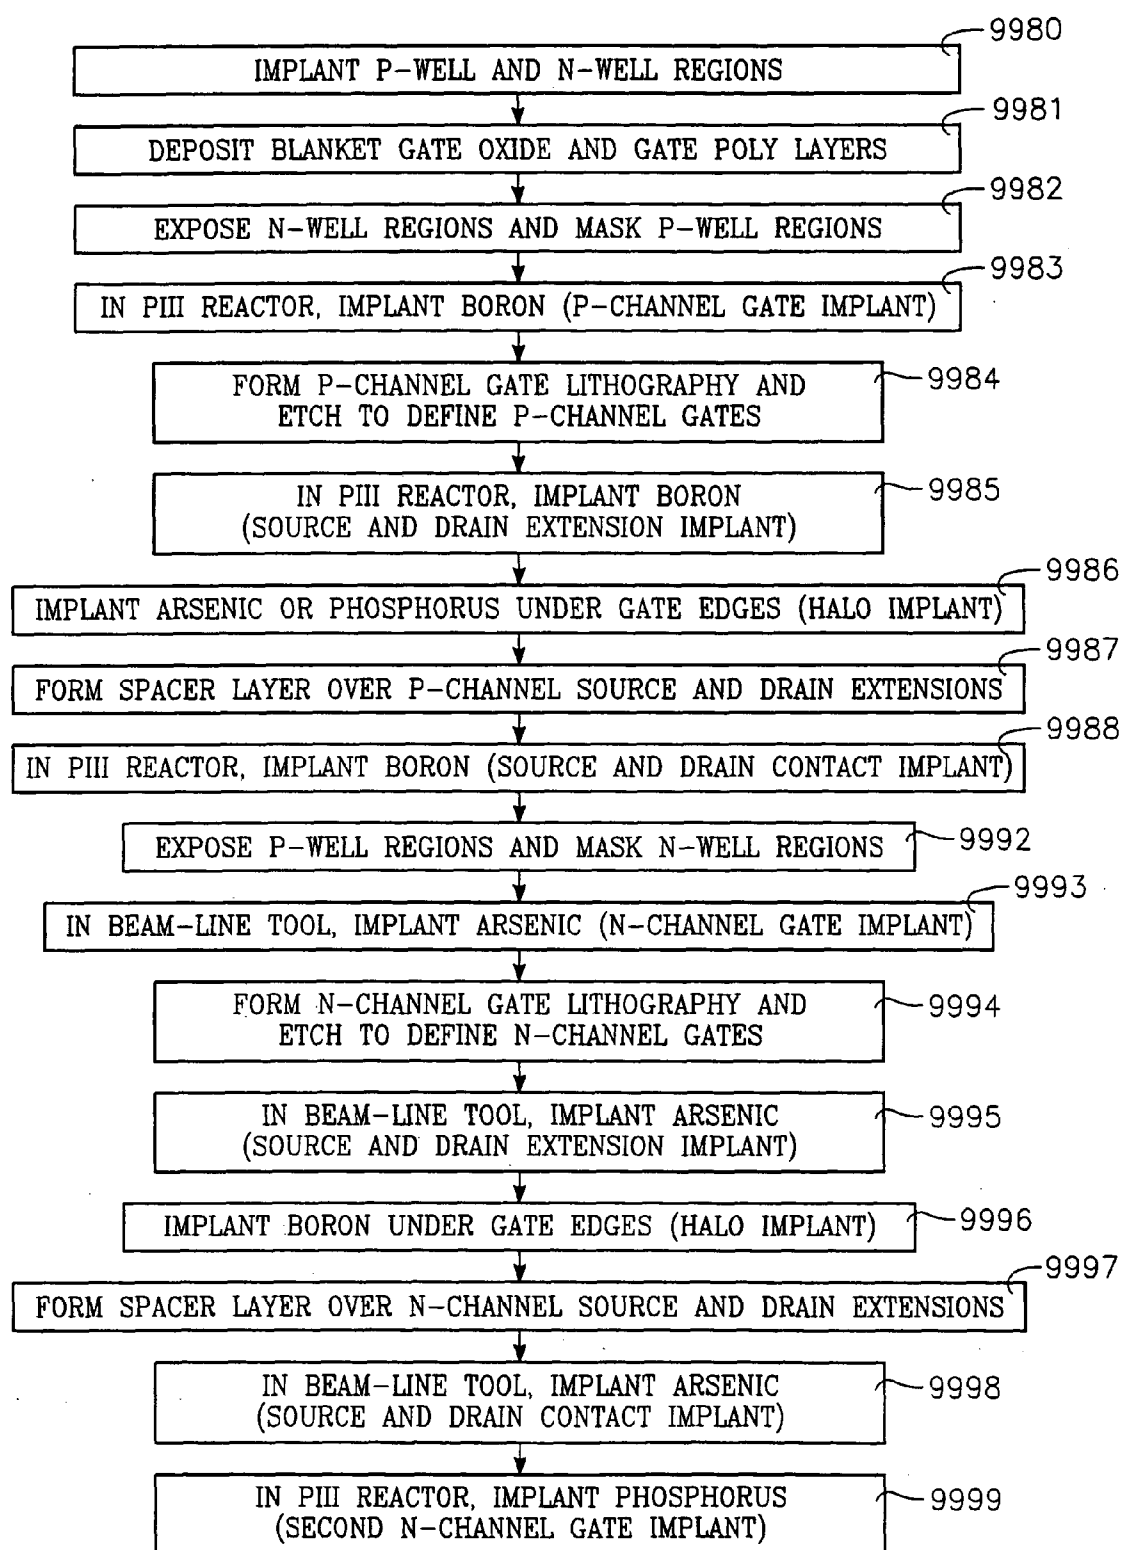 9980
IMPLANT P-WELL AND N-WELL REGIONS
9981
DEPOSIT BLANKET GATE OXIDE AND GATE POLY LAYERS
9982
EXPOSE N-WELL REGIONS AND MASK P-WELL REGIONS
9983
IN PIII REACTOR, IMPLANT BORON (P-CHANNEL GATE IMPLANT)
FORM P-CHANNEL GATE LITHOGRAPHY AND
ETCH TO DEFINE P-CHANNEL GATES
9984
IN PIII REACTOR, IMPLANT BORON
(SOURCE AND DRAIN EXTENSION IMPLANT)
9985
9986
IMPLANT ARSENIC OR PHOSPHORUS UNDER GATE EDGES (HALO IMPLANT)
9987
FORM SPACER LAYER OVER P-CHANNEL SOURCE AND DRAIN EXTENSIONS
9988
IN PIII REACTOR, IMPLANT BORON (SOURCE AND DRAIN CONTACT IMPLANT)
EXPOSE P-WELL REGIONS AND MASK N-WELL REGIONS
9992
9993
IN BEAM-LINE TOOL, IMPLANT ARSENIC (N-CHANNEL GATE IMPLANT)
FORM N-CHANNEL GATE LITHOGRAPHY AND
ETCH TO DEFINE N-CHANNEL GATES
9994
IN BEAM-LINE TOOL, IMPLANT ARSENIC
(SOURCE AND DRAIN EXTENSION IMPLANT)
9995
IMPLANT BORON UNDER GATE EDGES (HALO IMPLANT)
9996
9997
FORM SPACER LAYER OVER N-CHANNEL SOURCE AND DRAIN EXTENSIONS
IN BEAM-LINE TOOL, IMPLANT ARSENIC
(SOURCE AND DRAIN CONTACT IMPLANT)
9998
IN PIII REACTOR, IMPLANT PHOSPHORUS
(SECOND N-CHANNEL GATE IMPLANT)
9999